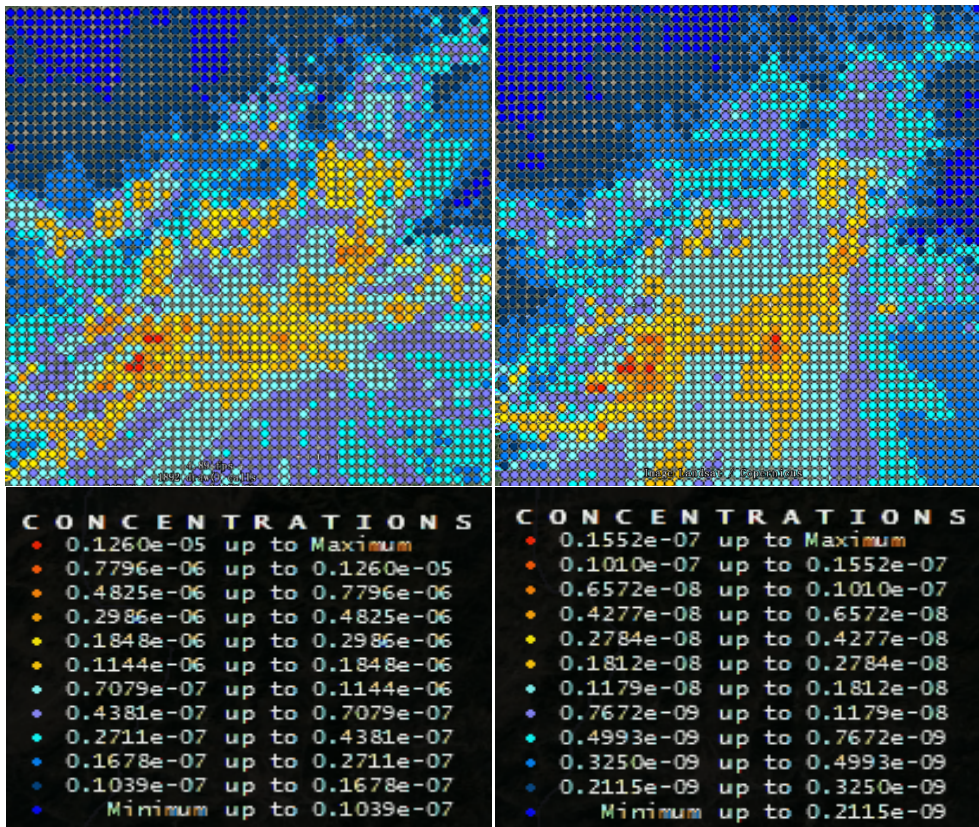 C O N C E N T R A T I O N S
0.1260e-05 up to Maximum
0.7796e-06 up to 0.1260e-05
0.4825e-06 up to 0.7796e-06
0.2986e-06 up to 0.4825e-06
0.1848e-06 up to 0.2986e-06
0.1144e-06 up to 0.1848e-06
0.7079e-07 up to 0.1144e-06
0.4381e-07 up to 0.7079e-07
0.2711e-07 up to 0.4381e-07
0.1678e-07 up to 0.2711e-07
0.1039e-07 up to 0.1678e-07
Minimum up to 0.1039e-07
Image Landsat / Copernicus
C O N C E N T R A T I O N S
0.1552e-07 up to Maximum
0.1010e-07 up to 0.1552e-07
0.6572e-08 up to 0.1010e-07
0.4277e-08 up to 0.6572e-08
0.2784e-08 up to 0.4277e-08
0.1812e-08 up to 0.2784e-08
0.1179e-08 up to 0.1812e-08
0.7672e-09 up to 0.1179e-08
0.4993e-09 up to 0.7672e-09
0.3250e-09 up to 0.4993e-09
0.2115e-09 up to 0.3250e-09
Minimum up to 0.2115e-09